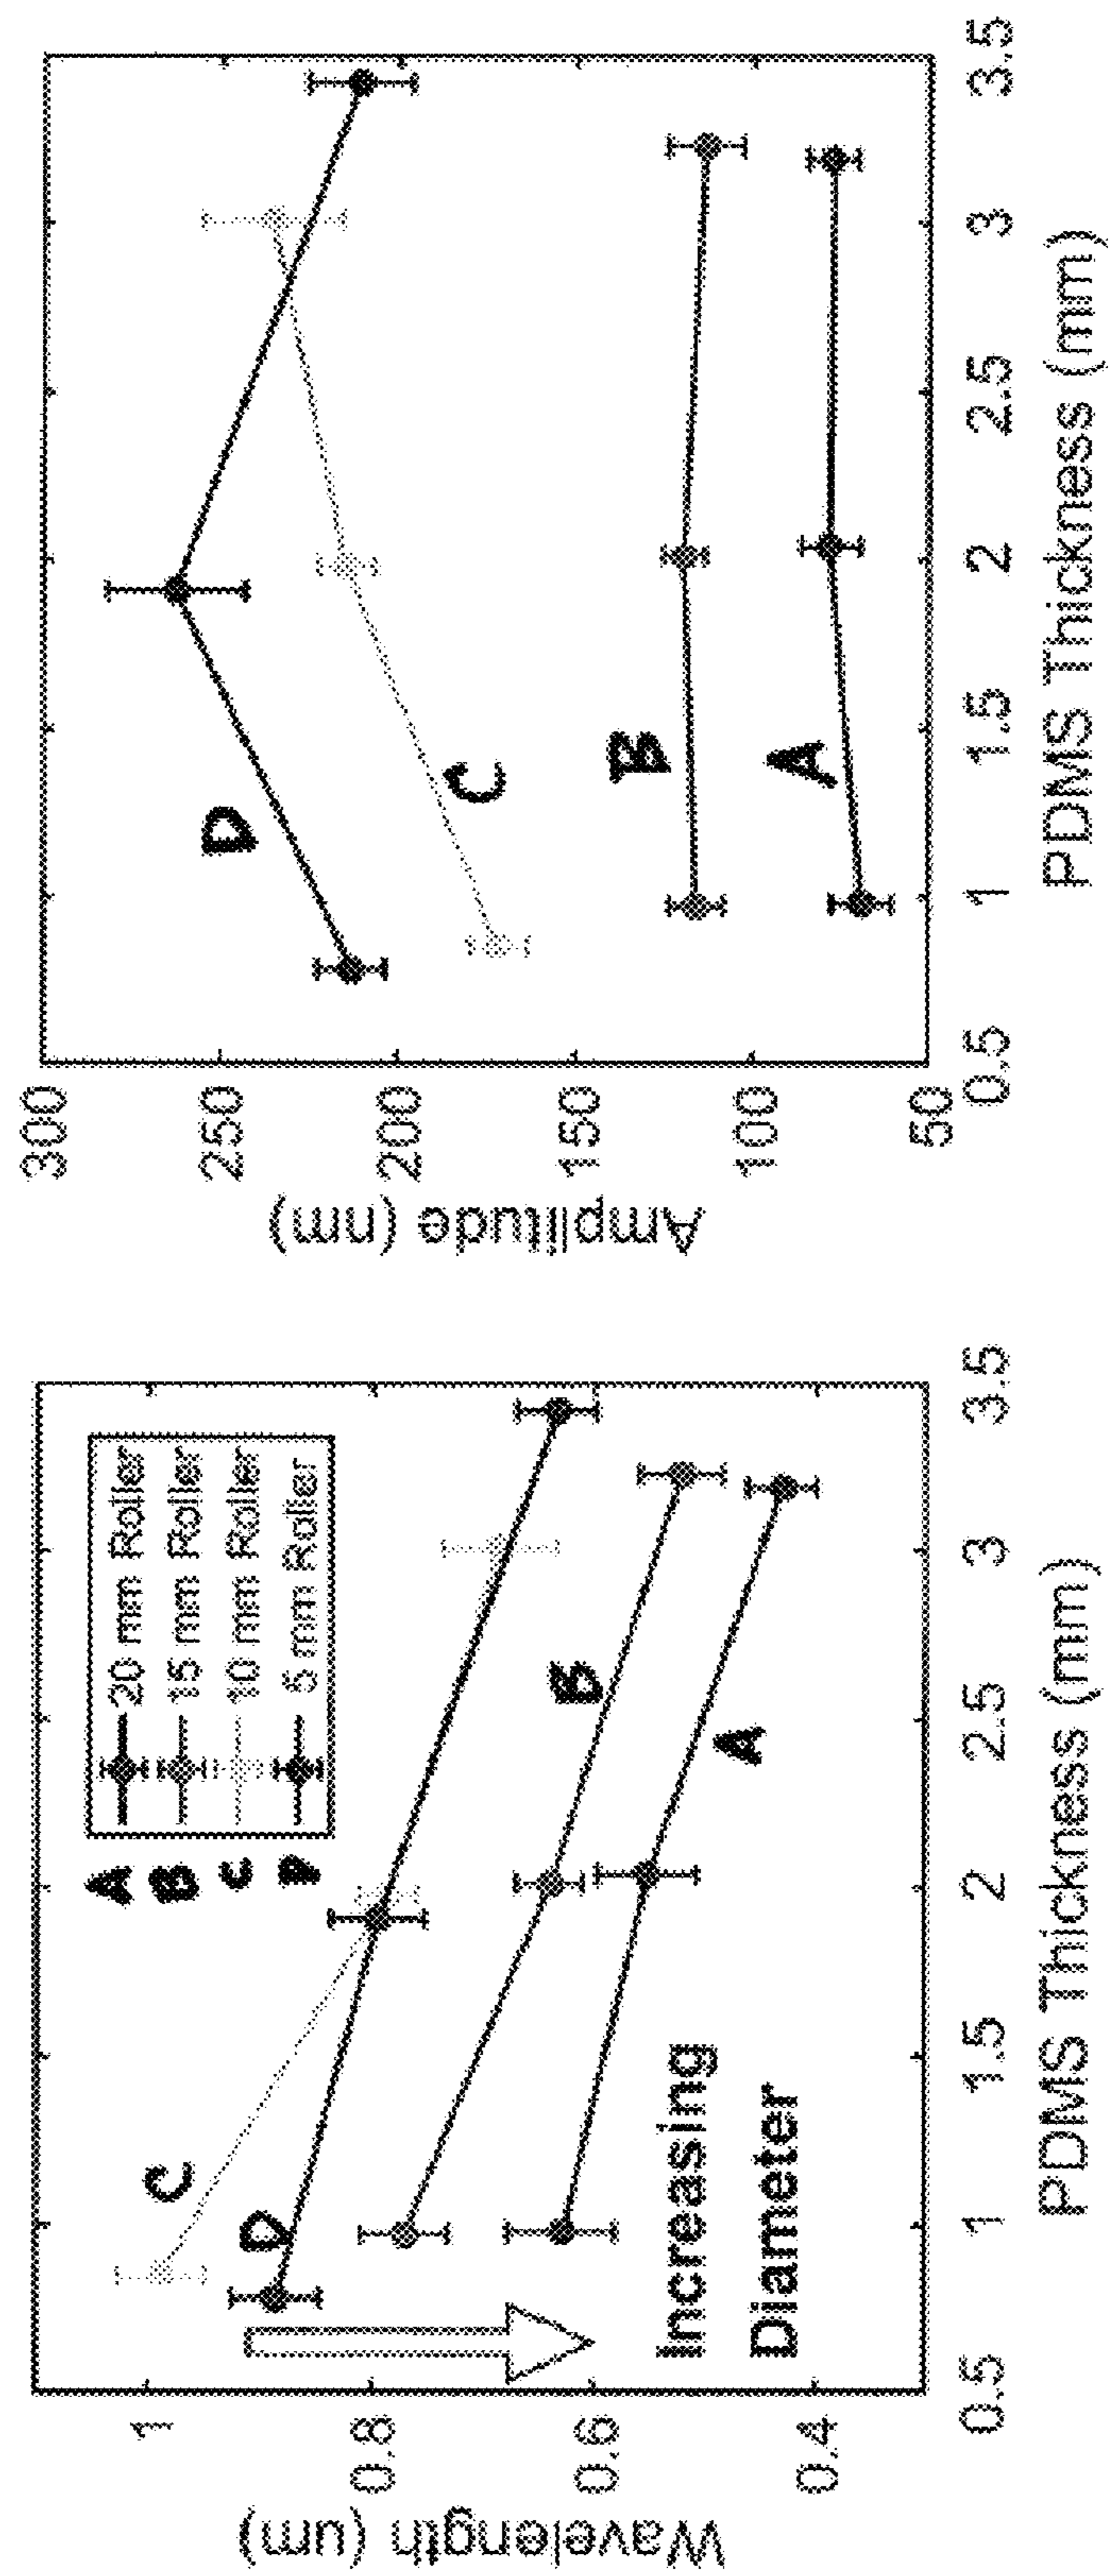 Wavelength (um)
1
0.8
0.6
0.4
A 20 mm Roller
B 15 mm Roller
C 10 mm Roller
D 5 mm Roller
C
D
B
A
Increasing
Diameter
0.5 1 1.5 2 2.5 3 3.5
PDMS Thickness (mm)
Amplitude (nm)
300
250
200
150
100
50
D
C
B
A
0.5 1 1.5 2 2.5 3 3.5
PDMS Thickness (mm)